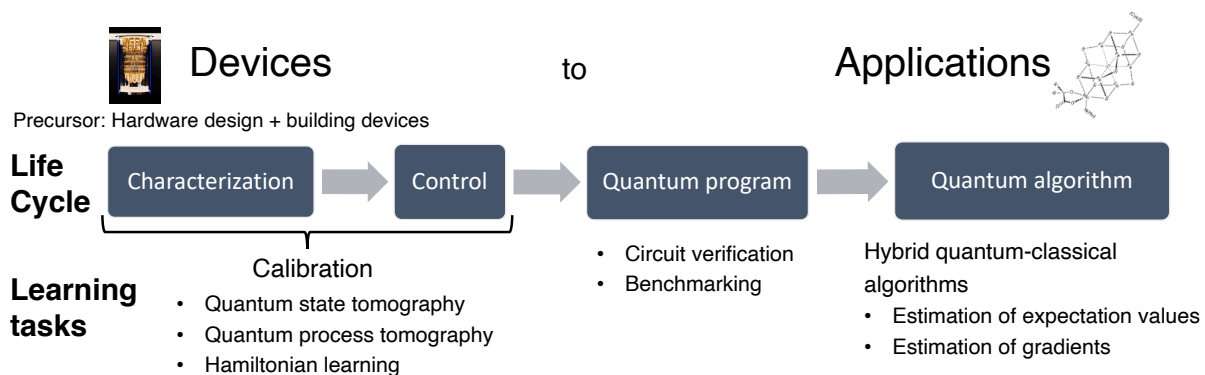 Devices to Applications
Precursor: Hardware design + building devices
Life
Cycle
Characterization
Control
Quantum program
Quantum algorithm
Learning
tasks
Calibration
• Quantum state tomography
• Quantum process tomography
• Hamiltonian learning
• Circuit verification
• Benchmarking
Hybrid quantum-classical
algorithms
• Estimation of expectation values
• Estimation of gradients